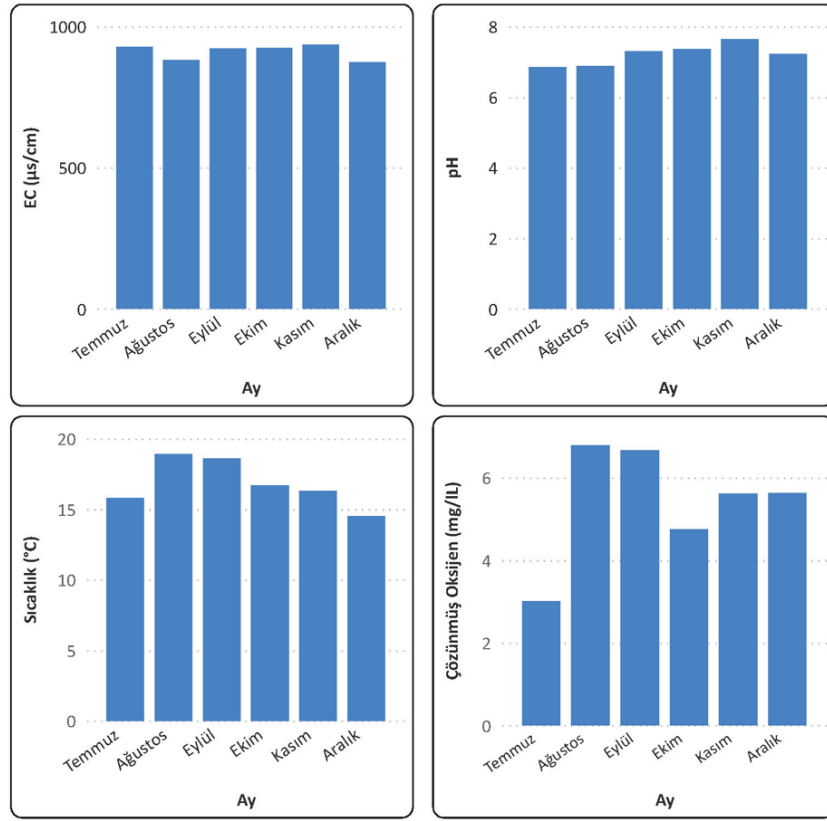 1000
500
0
EC (µs/cm)
Temmuz
Ağustos
Eylül
Ekim
Kasım
Aralık
Ay
8
6
4
2
0
pH
Temmuz
Ağustos
Eylül
Ekim
Kasım
Aralık
Ay
20
15
10
5
0
Sıcaklık (°C)
Temmuz
Ağustos
Eylül
Ekim
Kasım
Aralık
Ay
6
4
2
0
Çözünmüş Oksijen (mg/lL)
Temmuz
Ağustos
Eylül
Ekim
Kasım
Aralık
Ay